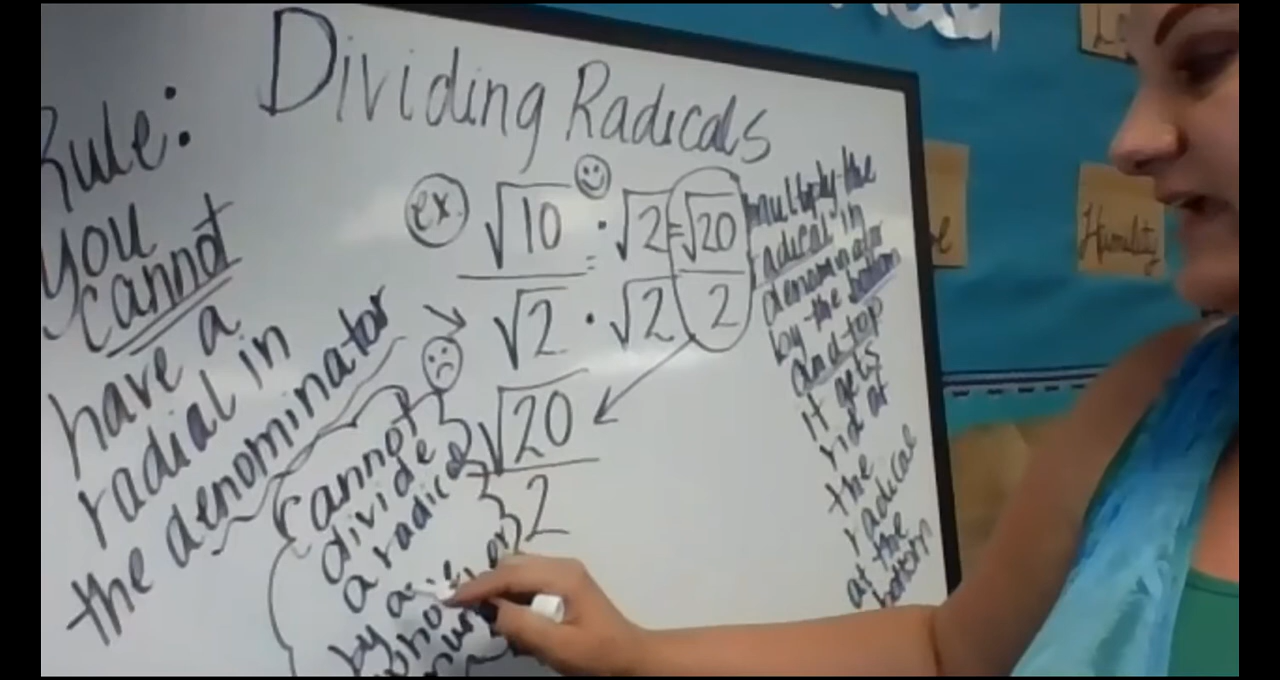 Dividing Radicals
Rule:
you
cannot
have a
radial in
the denominator
ex. √10 · √2 = √20
√2 · √2 2
√20
2
cannot
divide
a radical
by a
multiply the
radical in
denominator
by the bottom
and top
it gets
rid of
the
radical
at the
bottom
Humility